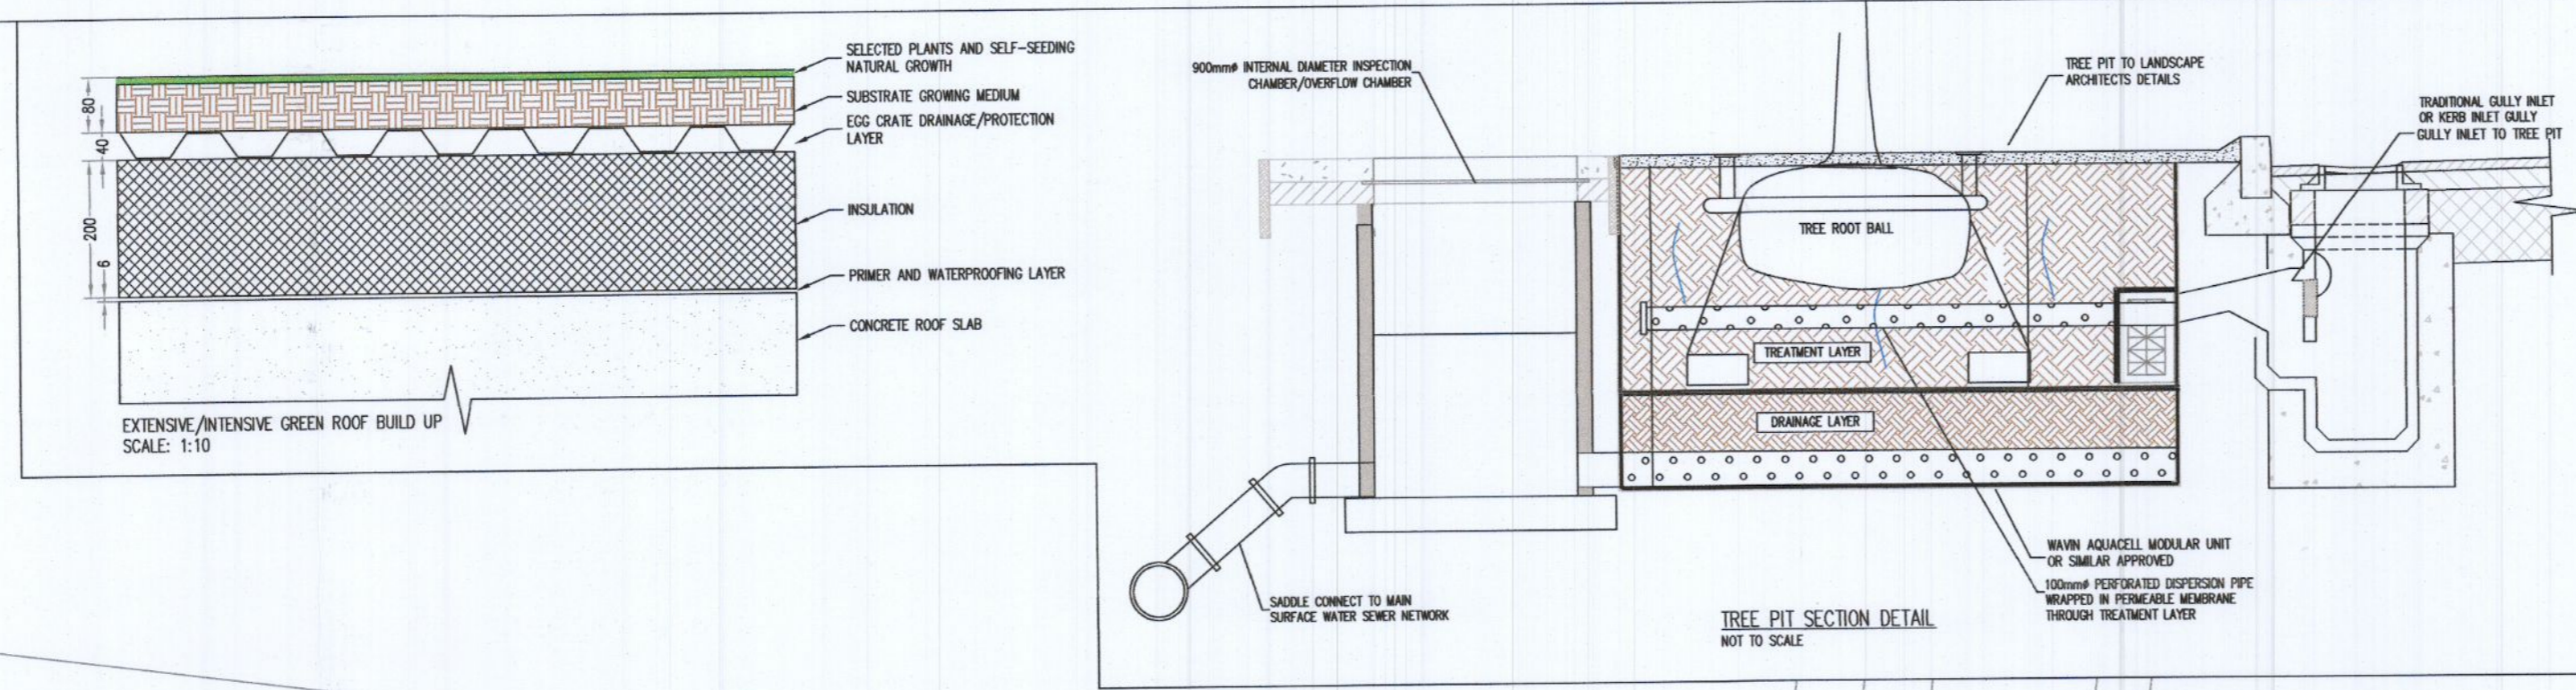 SELECTED PLANTS AND SELF-SEEDING
NATURAL GROWTH
SUBSTRATE GROWING MEDIUM
EGG CRATE DRAINAGE/PROTECTION
LAYER
INSULATION
PRIMER AND WATERPROOFING LAYER
CONCRETE ROOF SLAB
80
40
200
6
EXTENSIVE/INTENSIVE GREEN ROOF BUILD UP
SCALE: 1:10
900mmø INTERNAL DIAMETER INSPECTION
CHAMBER/OVERFLOW CHAMBER
TREE PIT TO LANDSCAPE
ARCHITECTS DETAILS
TRADITIONAL GULLY INLET
OR KERB INLET GULLY
GULLY INLET TO TREE PIT
TREE ROOT BALL
TREATMENT LAYER
DRAINAGE LAYER
WAVIN AQUACELL MODULAR UNIT
OR SIMILAR APPROVED
100mmø PERFORATED DISPERSION PIPE
WRAPPED IN PERMEABLE MEMBRANE
THROUGH TREATMENT LAYER
SADDLE CONNECT TO MAIN
SURFACE WATER SEWER NETWORK
TREE PIT SECTION DETAIL
NOT TO SCALE